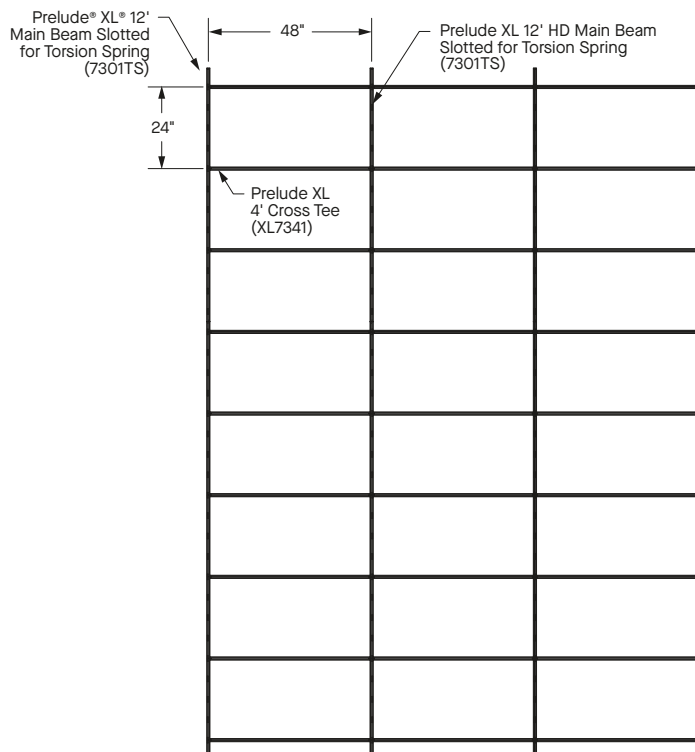 Prelude® XL® 12'
Main Beam Slotted
for Torsion Spring
(7301TS)
48"
Prelude XL 12' HD Main Beam
Slotted for Torsion Spring
(7301TS)
24"
Prelude XL
4' Cross Tee
(XL7341)